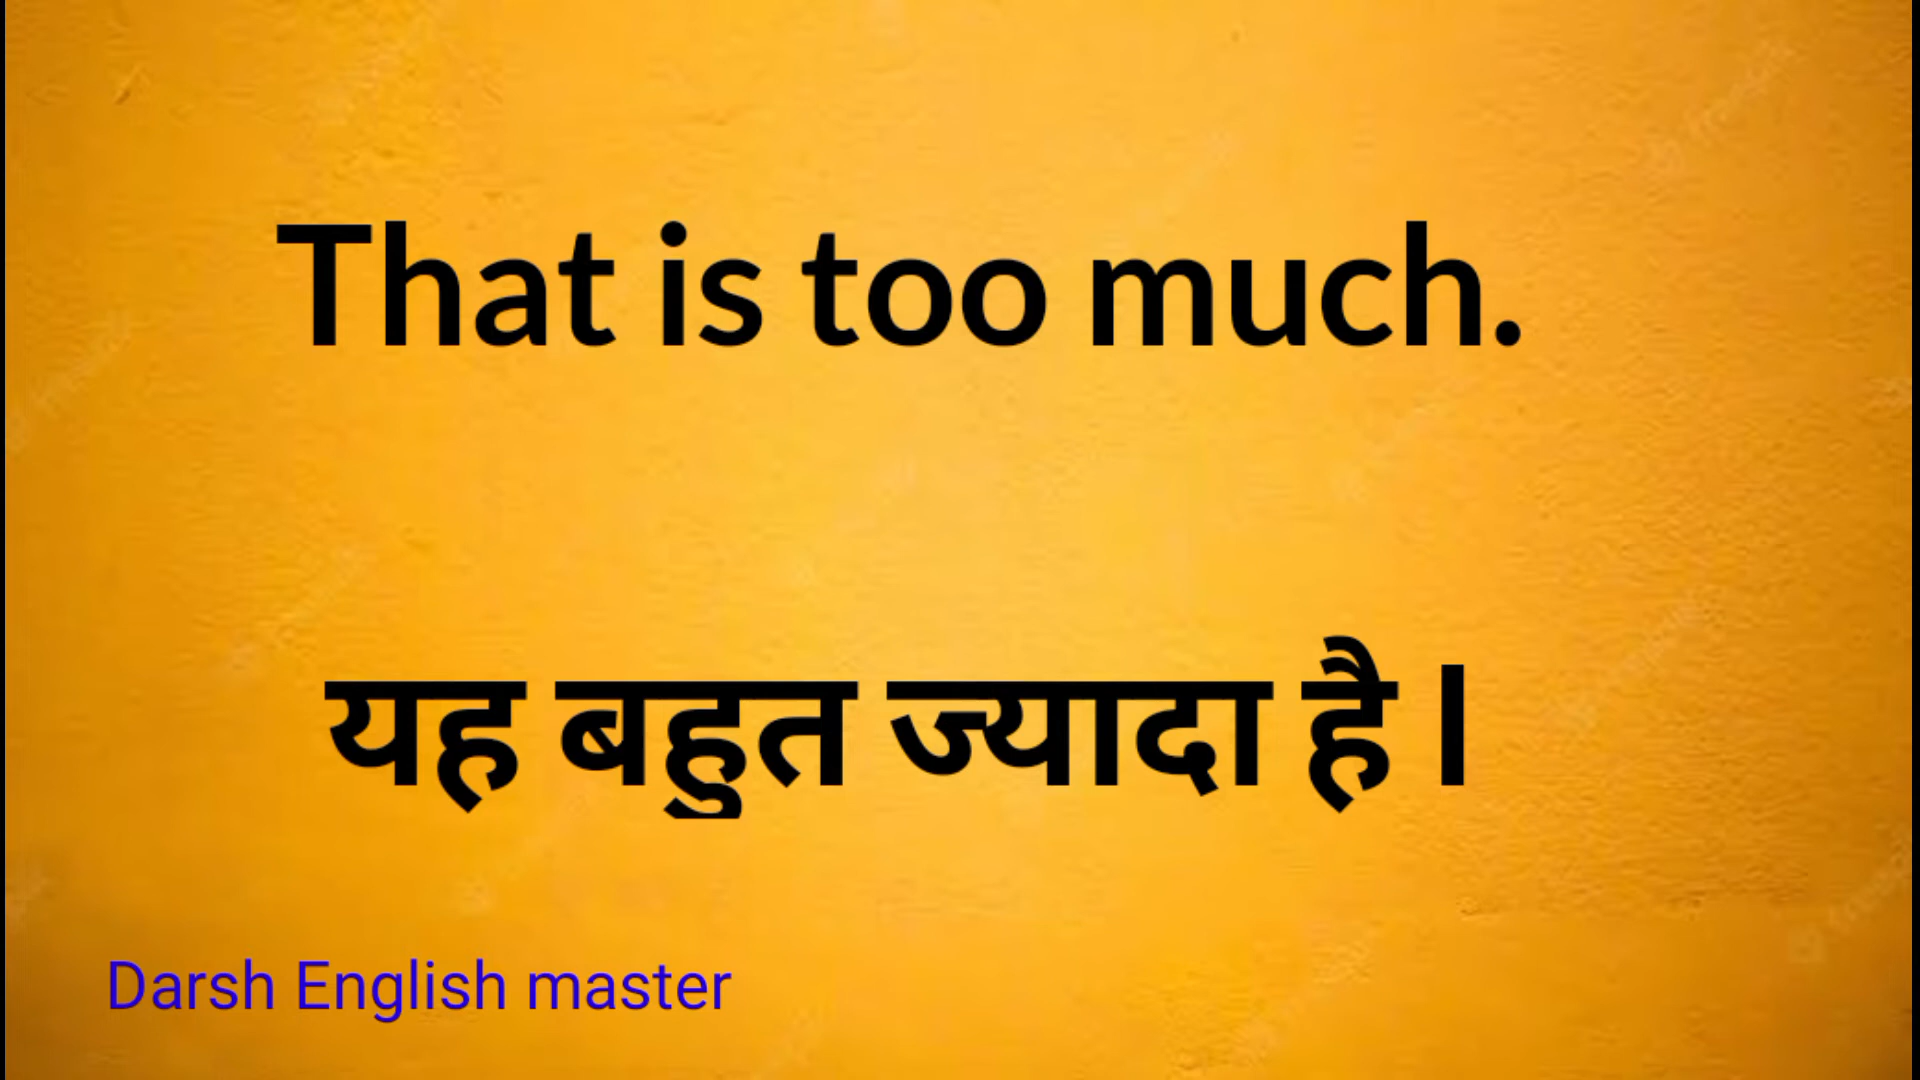 That is too much.
यह बहुत ज्यादा है l
Darsh English master